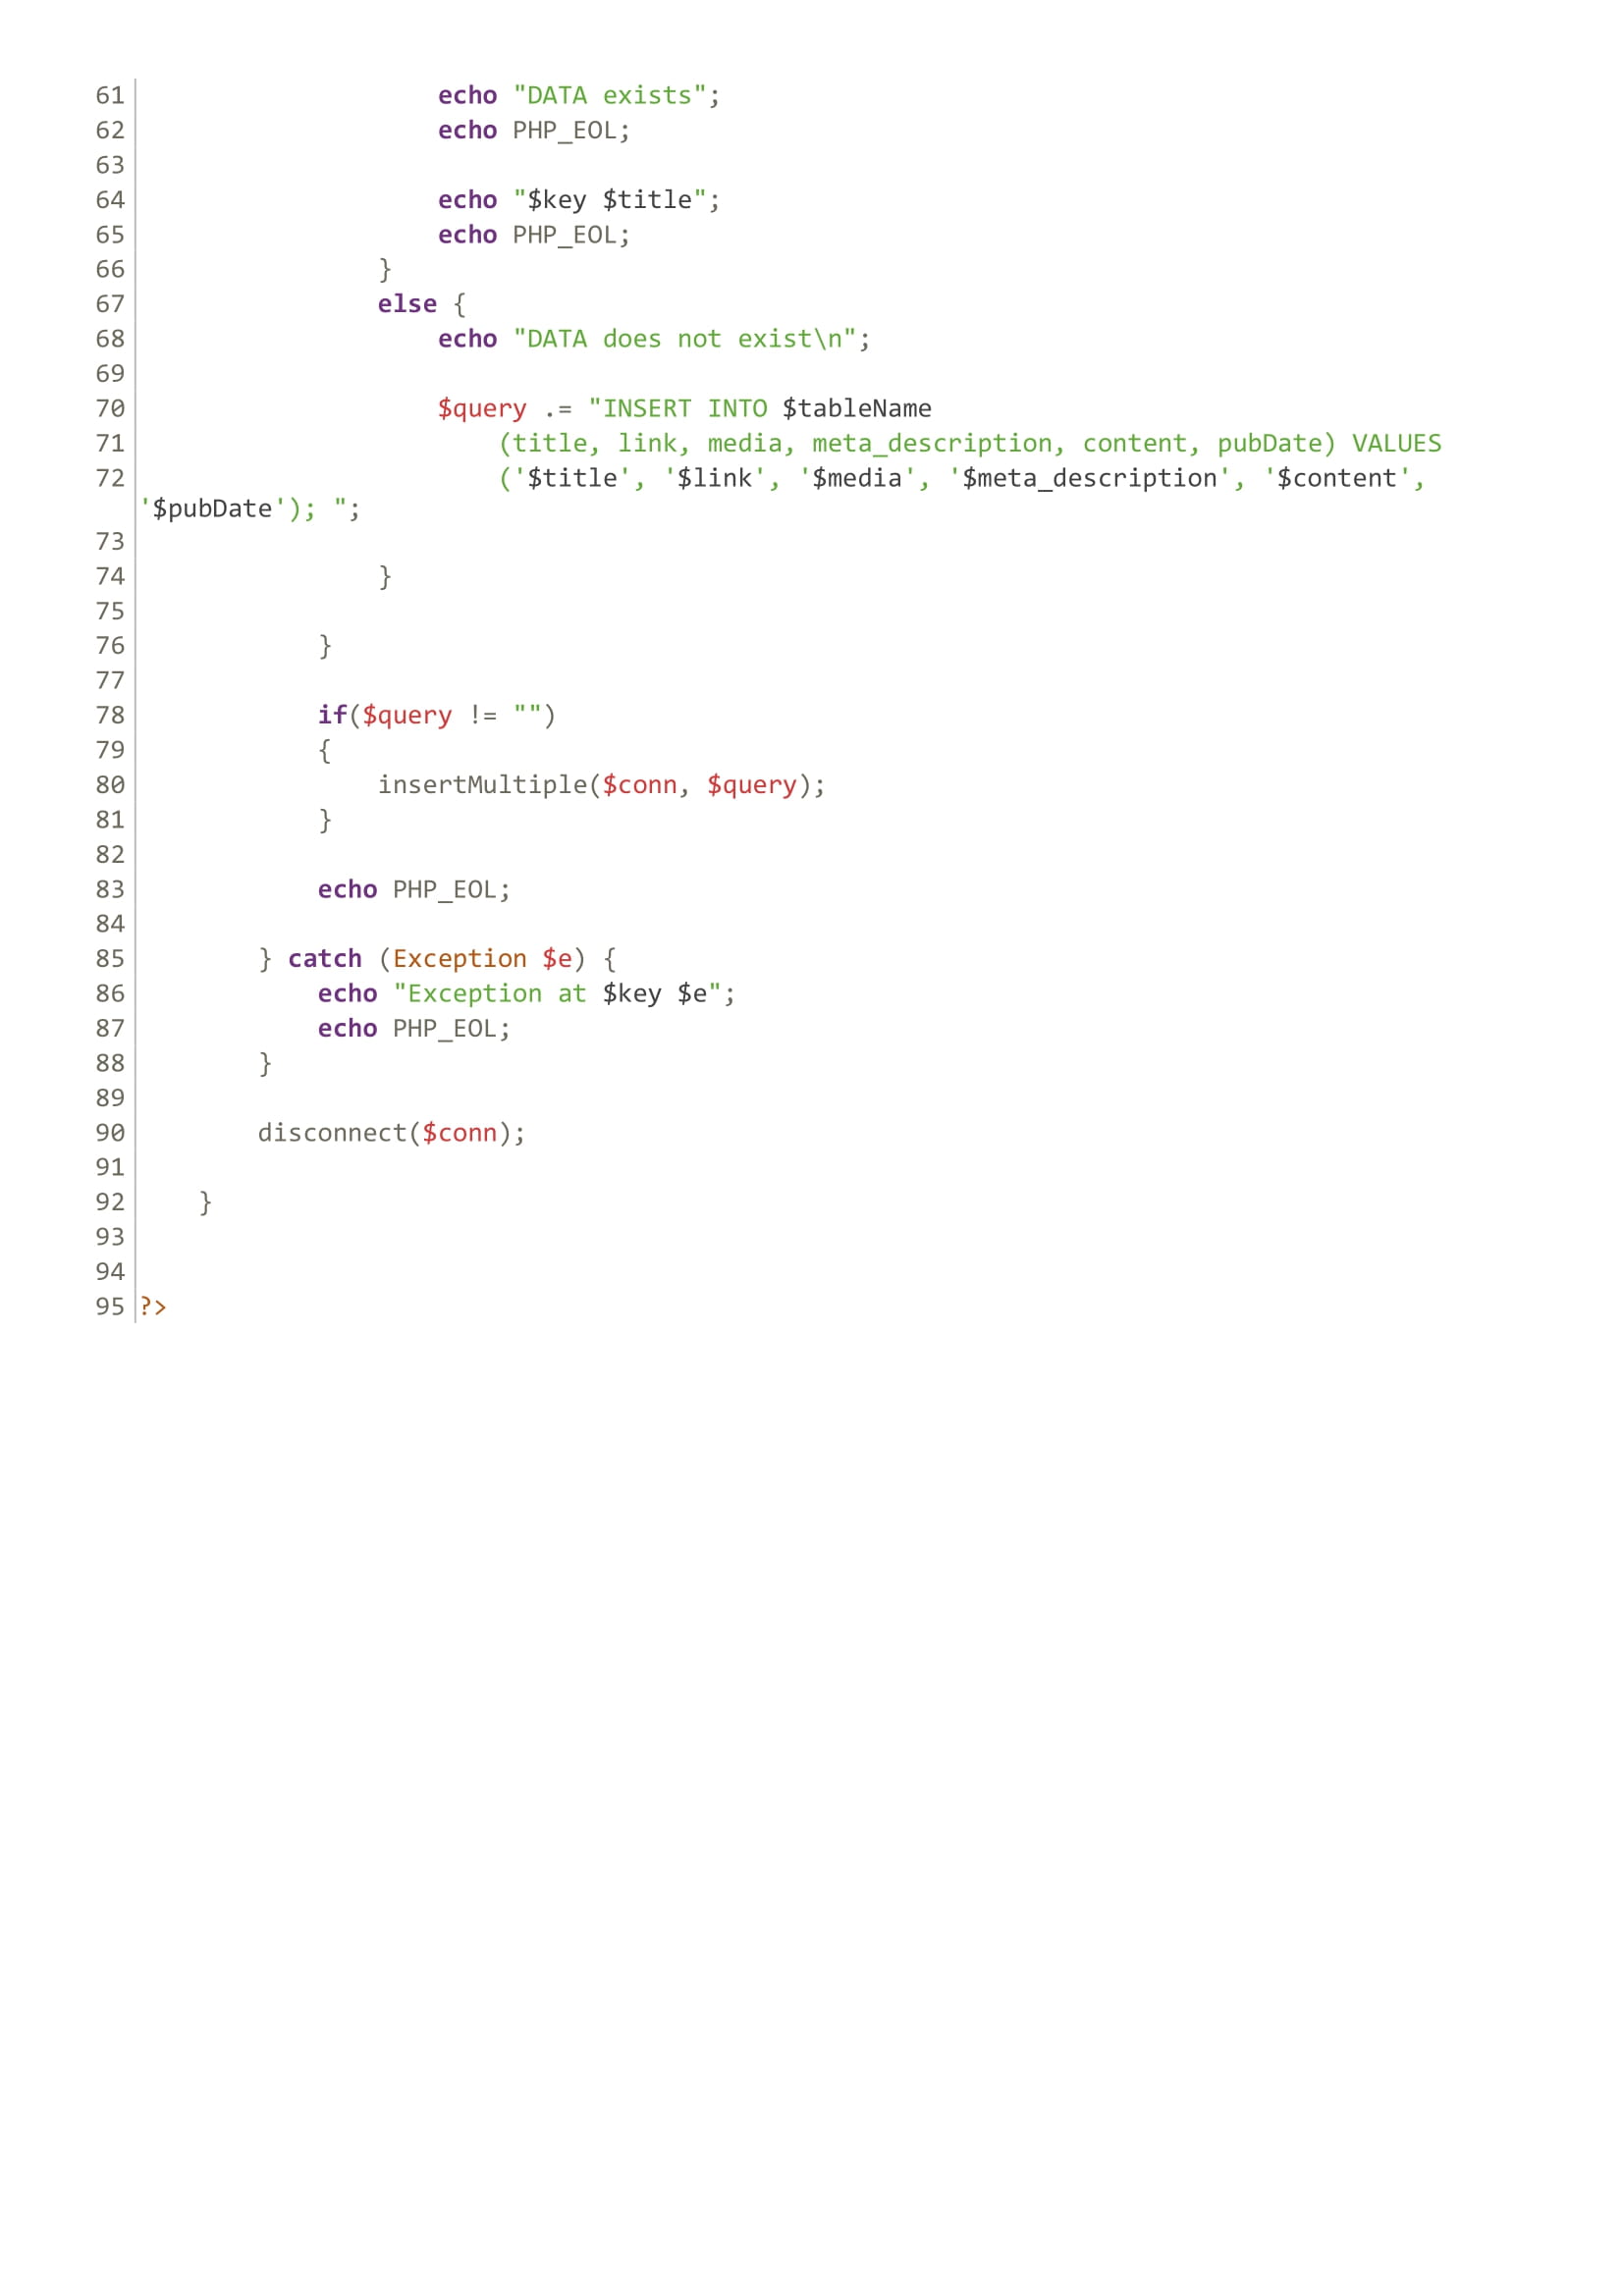 61                     echo "DATA exists";
62                     echo PHP_EOL;
63
64                     echo "$key $title";
65                     echo PHP_EOL;
66                 }
67                 else {
68                     echo "DATA does not exist\n";
69
70                     $query .= "INSERT INTO $tableName
71                         (title, link, media, meta_description, content, pubDate) VALUES
72                         ('$title', '$link', '$media', '$meta_description', '$content',
'$pubDate'); ";
73
74                 }
75
76             }
77
78             if($query != "")
79             {
80                 insertMultiple($conn, $query);
81             }
82
83             echo PHP_EOL;
84
85         } catch (Exception $e) {
86             echo "Exception at $key $e";
87             echo PHP_EOL;
88         }
89
90         disconnect($conn);
91
92     }
93
94
95 ?>